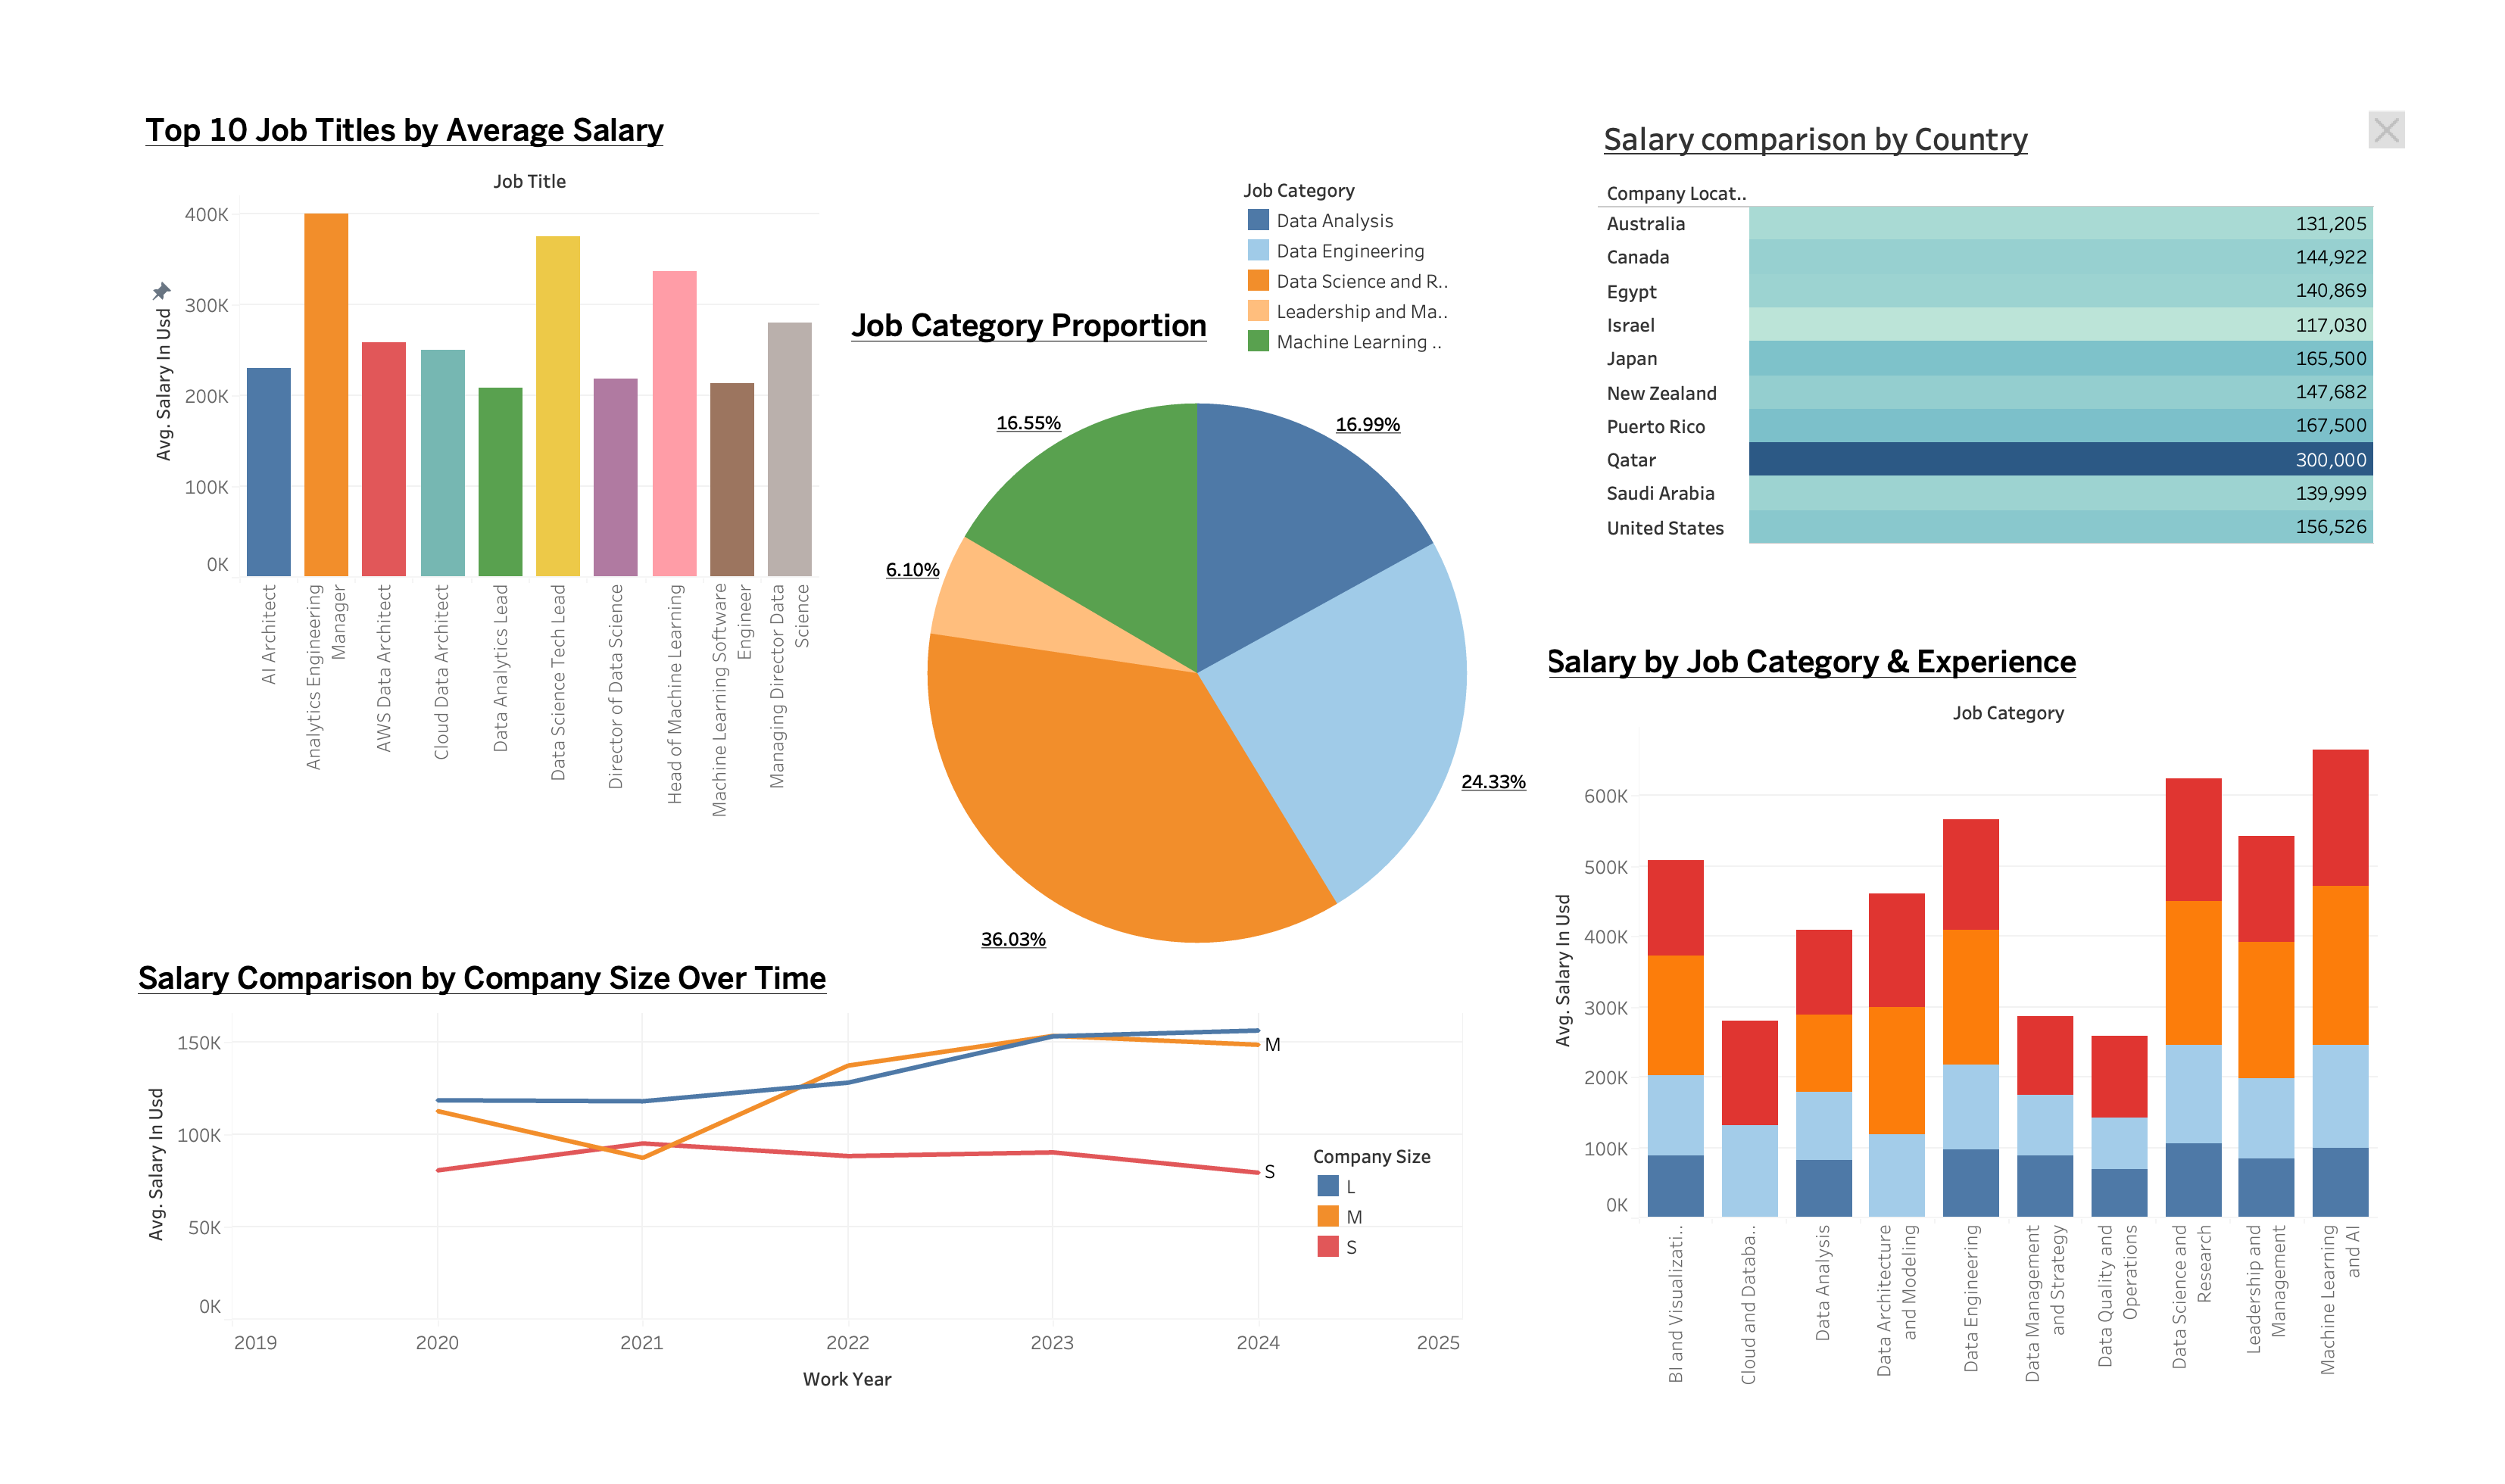 Top 10 Job Titles by Average Salary
Job Title
Avg. Salary In Usd
400K
300K
200K
100K
0K
AI Architect
Analytics Engineering
Manager
AWS Data Architect
Cloud Data Architect
Data Analytics Lead
Data Science Tech Lead
Director of Data Science
Head of Machine Learning
Machine Learning Software
Engineer
Managing Director Data
Science
Job Category Proportion
Job Category
Data Analysis
Data Engineering
Data Science and R..
Leadership and Ma..
Machine Learning ..
16.55%
16.99%
6.10%
24.33%
36.03%
Salary comparison by Country
Company Locat..
Australia 131,205
Canada 144,922
Egypt 140,869
Israel 117,030
Japan 165,500
New Zealand 147,682
Puerto Rico 167,500
Qatar 300,000
Saudi Arabia 139,999
United States 156,526
Salary Comparison by Company Size Over Time
Avg. Salary In Usd
150K
100K
50K
0K
M
S
Company Size
L
M
S
2019 2020 2021 2022 2023 2024 2025
Work Year
Salary by Job Category & Experience
Job Category
Avg. Salary In Usd
600K
500K
400K
300K
200K
100K
0K
BI and Visualizati..
Cloud and Databa..
Data Analysis
Data Architecture
and Modeling
Data Engineering
Data Management
and Strategy
Data Quality and
Operations
Data Science and
Research
Leadership and
Management
Machine Learning
and AI